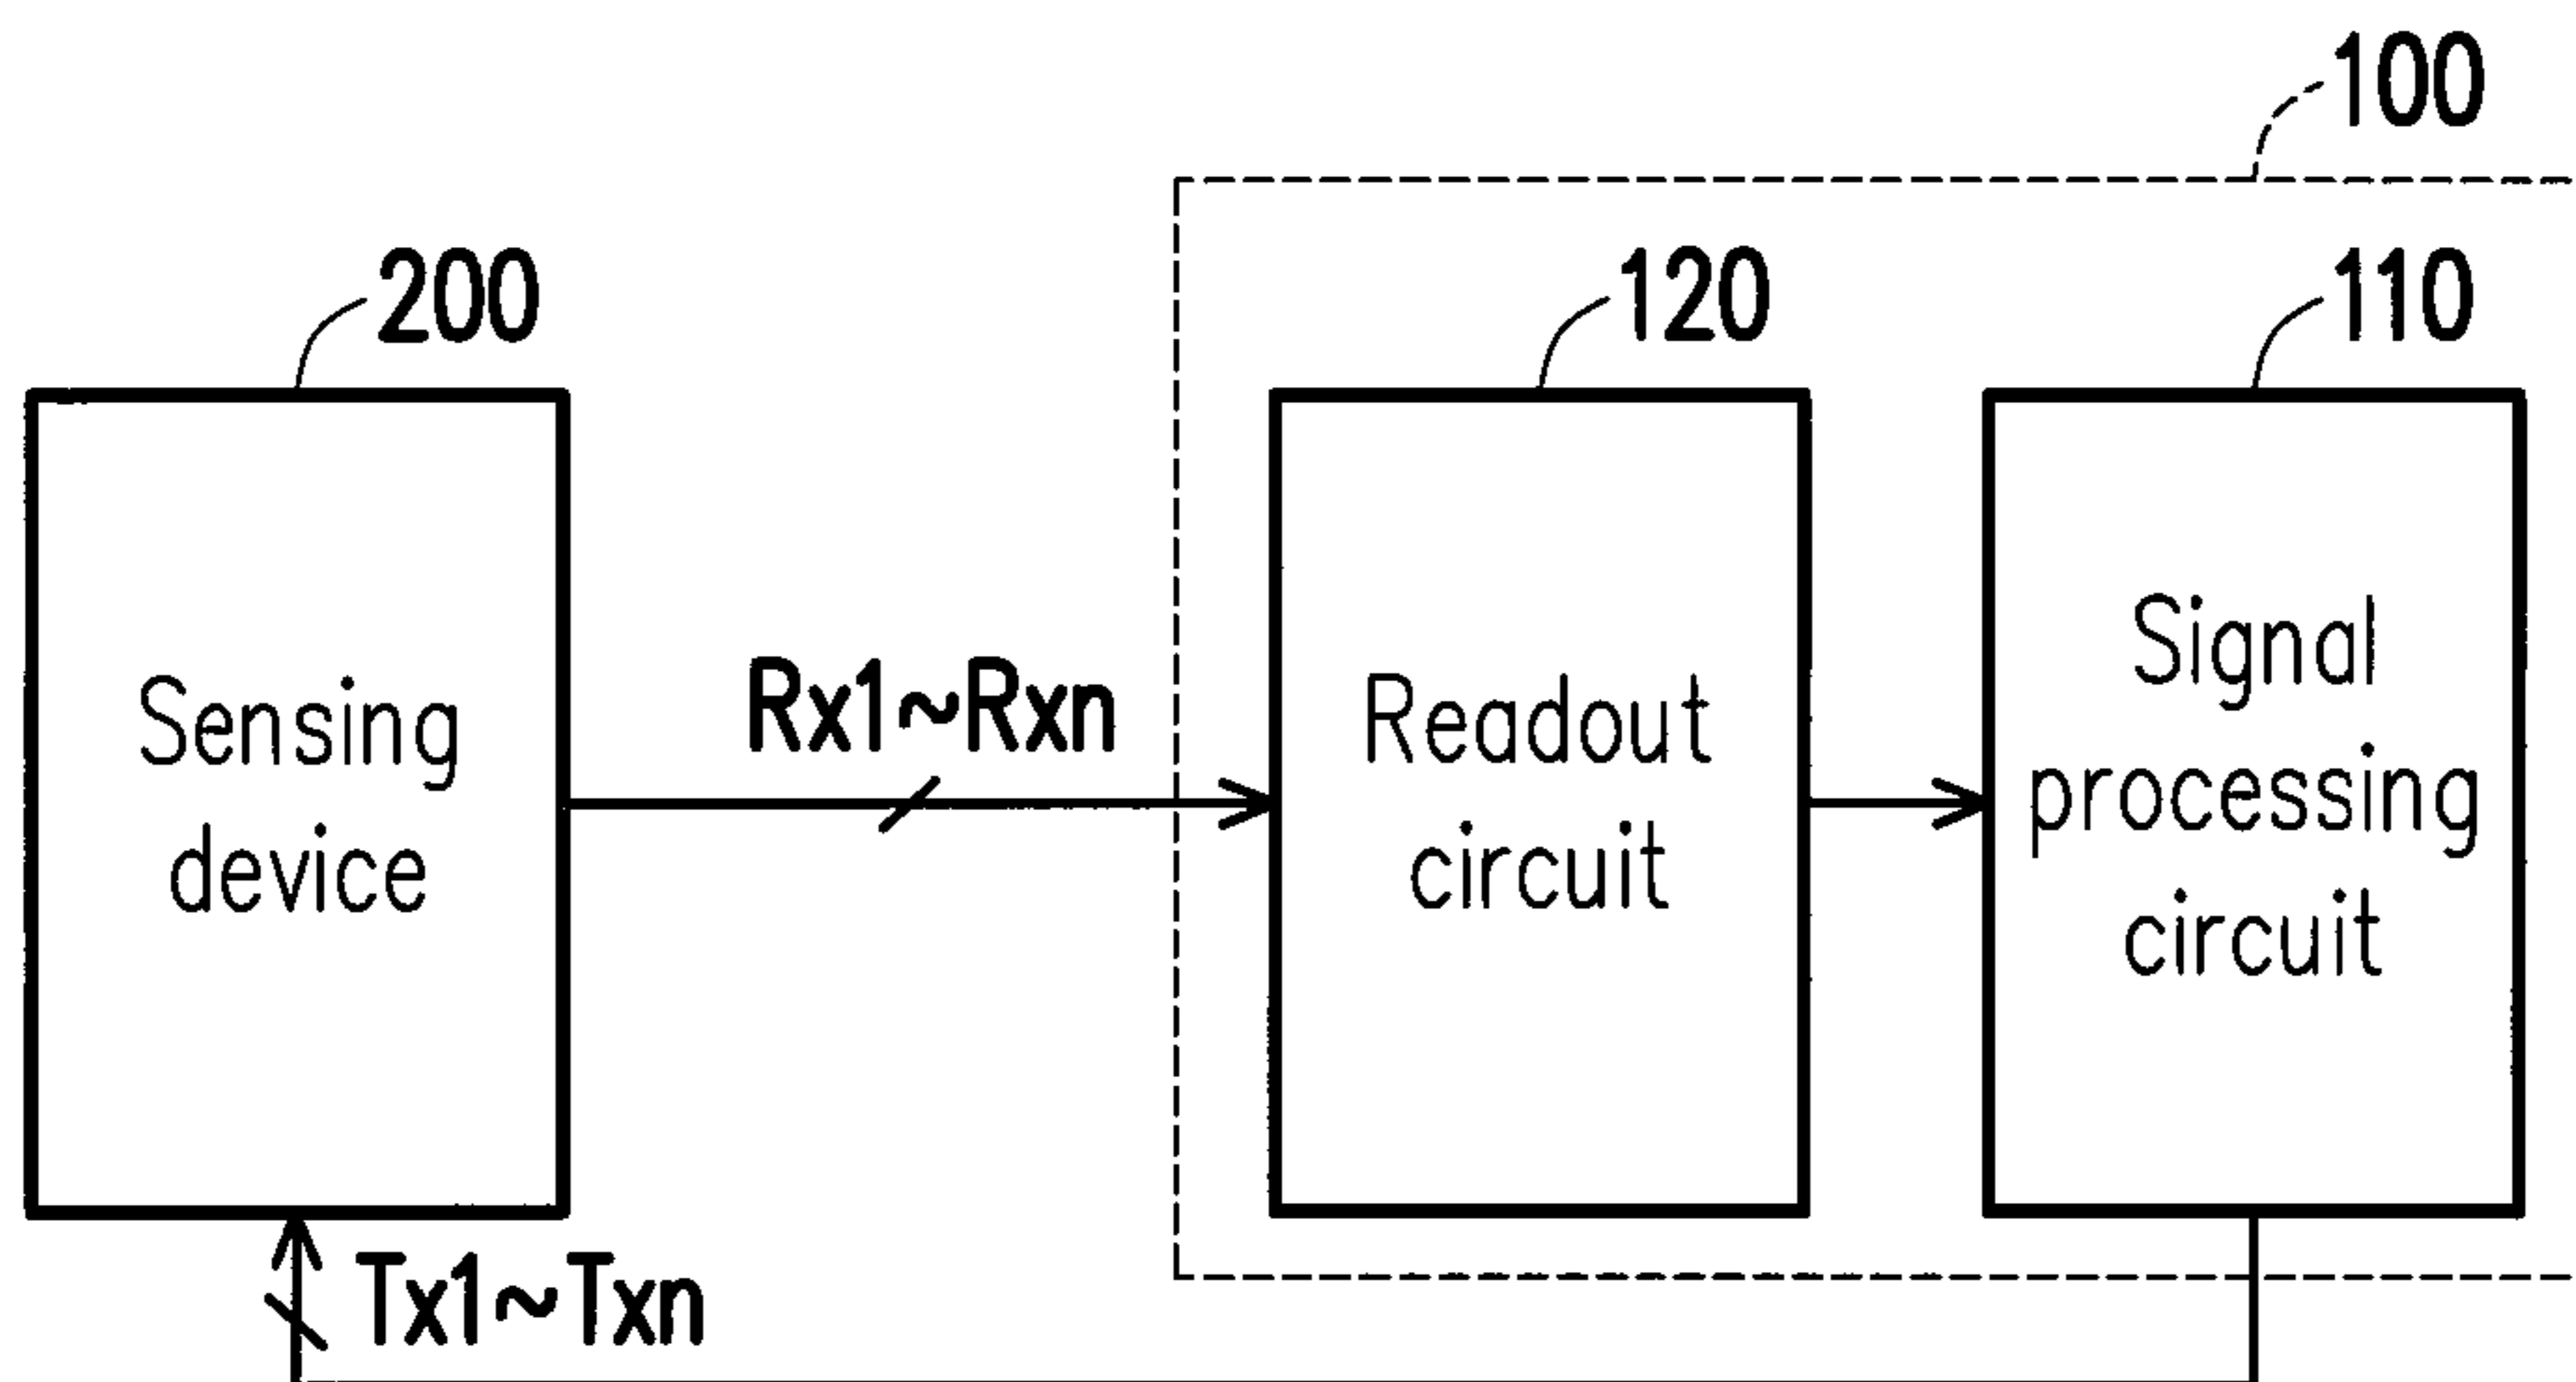 100
200
120
110
Sensing
device
Rx1~Rxn
Readout
circuit
Signal
processing
circuit
Tx1~Txn